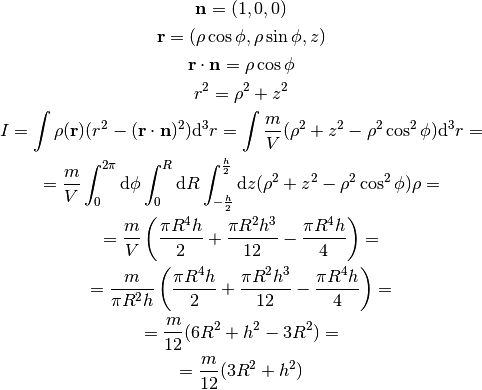 n = (1, 0, 0)
r = (ρ cos ϕ, ρ sin ϕ, z)
r · n = ρ cos ϕ
r² = ρ² + z²
I = ∫ ρ(r)(r² − (r · n)²)d³r = ∫ m/V (ρ² + z² − ρ² cos² ϕ)d³r =
= m/V ∫₀^{2π} dϕ ∫₀^{R} dR ∫_{−h/2}^{h/2} dz(ρ² + z² − ρ² cos² ϕ)ρ =
= m/V (πR⁴h/2 + πR²h³/12 − πR⁴h/4) =
= m/πR²h (πR⁴h/2 + πR²h³/12 − πR⁴h/4) =
= m/12 (6R² + h² − 3R²) =
= m/12 (3R² + h²)